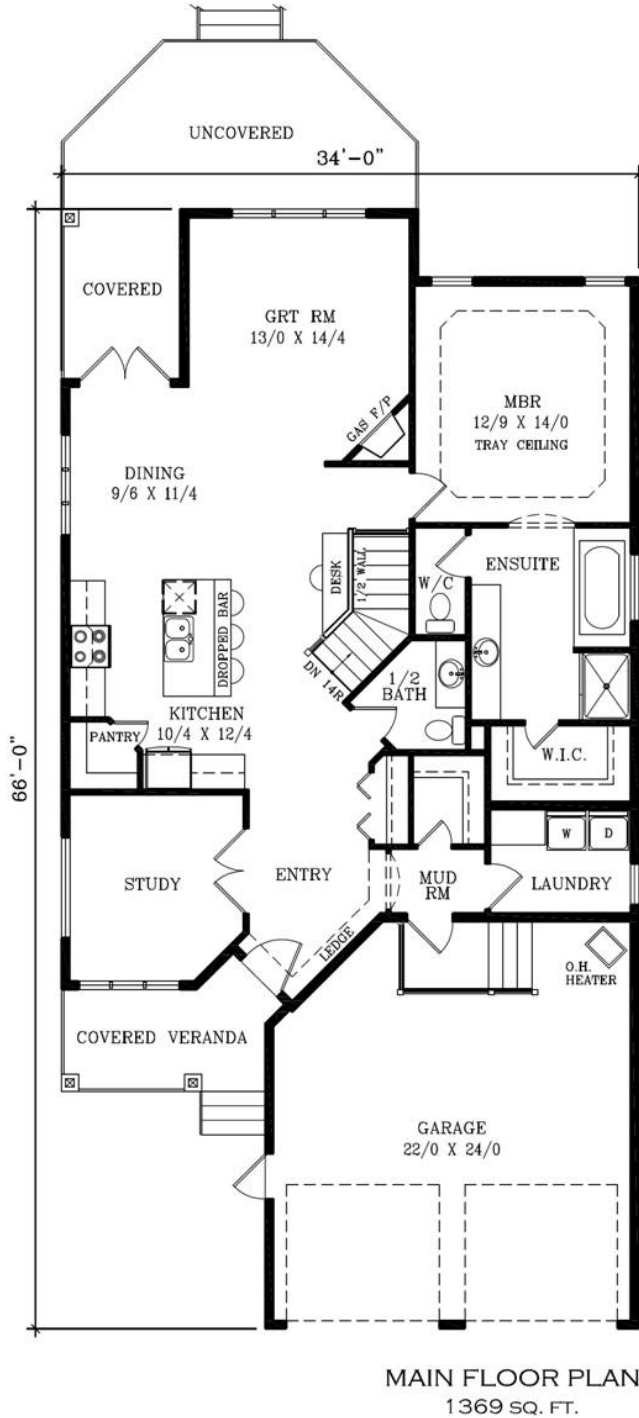 UNCOVERED
34'-0"
COVERED
GRT RM
13/0 X 14/4
GAS F/P
MBR
12/9 X 14/0
TRAY CEILING
DINING
9/6 X 11/4
DESK
1/2' WALL
W/C
ENSUITE
DROPPED BAR
DN 14R
1/2
BATH
KITCHEN
10/4 X 12/4
PANTRY
W.I.C.
66'-0"
W
D
STUDY
ENTRY
MUD
RM
LAUNDRY
LEDGE
O.H.
HEATER
COVERED VERANDA
GARAGE
22/0 X 24/0
MAIN FLOOR PLAN
1369 SQ. FT.